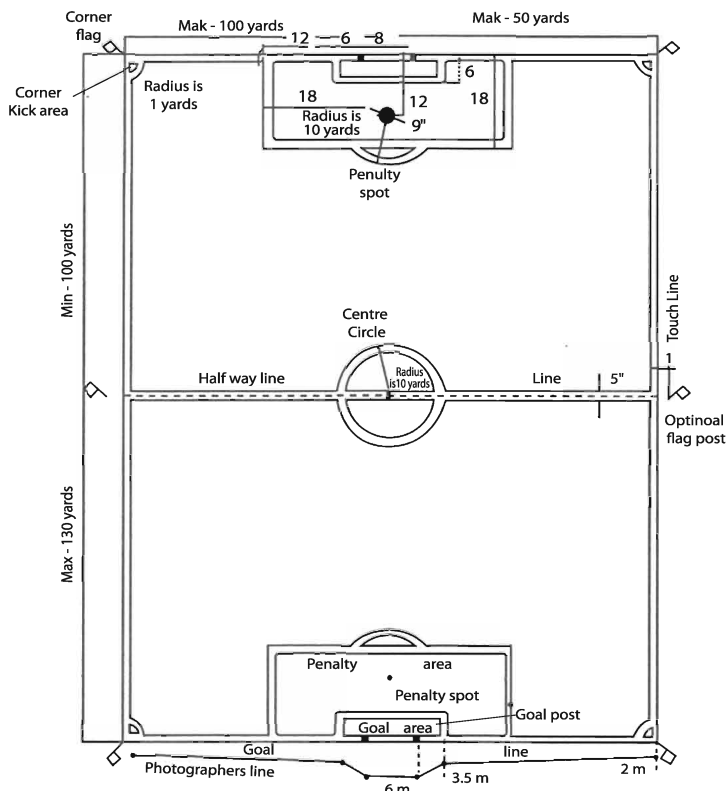 Corner
flag
Mak - 100 yards
Mak - 50 yards
12 6 8
Corner
Kick area
Radius is
1 yards
6
18
12
18
Radius is
10 yards
9"
Penulty
spot
Min - 100 yards
Touch Line
Centre
Circle
Radius
is10 yards
Half way line
Line
5"
1
Optinoal
flag post
Max - 130 yards
Penalty area
Penalty spot
Goal post
Goal area
Goal line
Photographers line
6 m
3.5 m
2 m